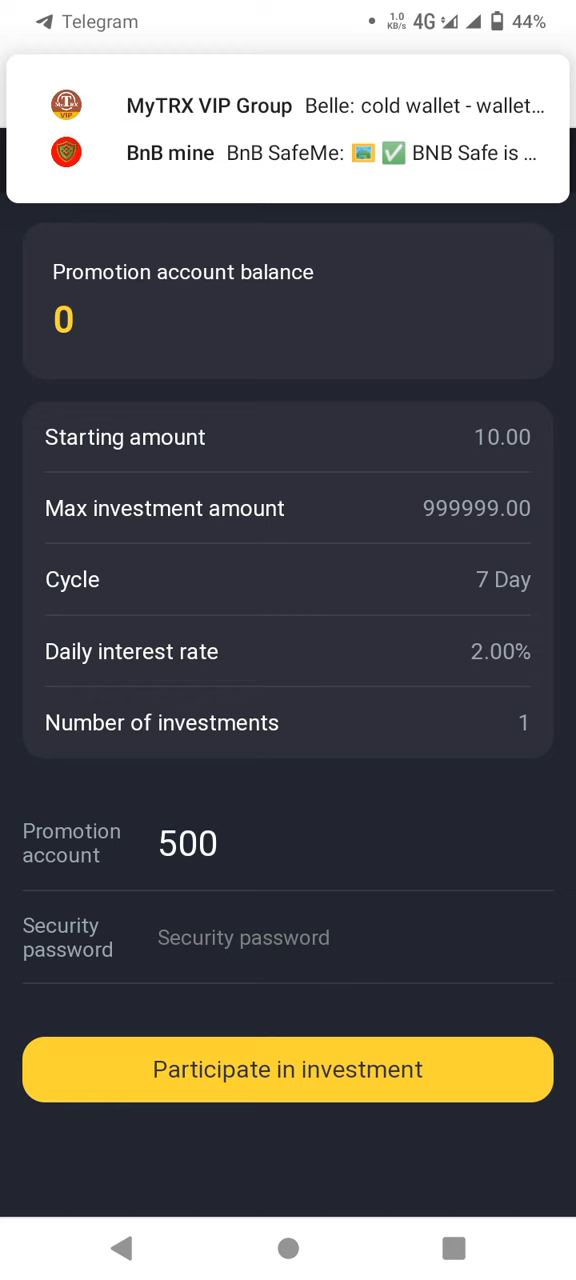 Telegram
1.0 KB/s 4G 44%
MyTRX VIP Group Belle: cold wallet - wallet...
BnB mine BnB SafeMe: 🖼️ ✅ BNB Safe is ...
Promotion account balance
0
Starting amount 10.00
Max investment amount 999999.00
Cycle 7 Day
Daily interest rate 2.00%
Number of investments 1
Promotion account 500
Security password Security password
Participate in investment